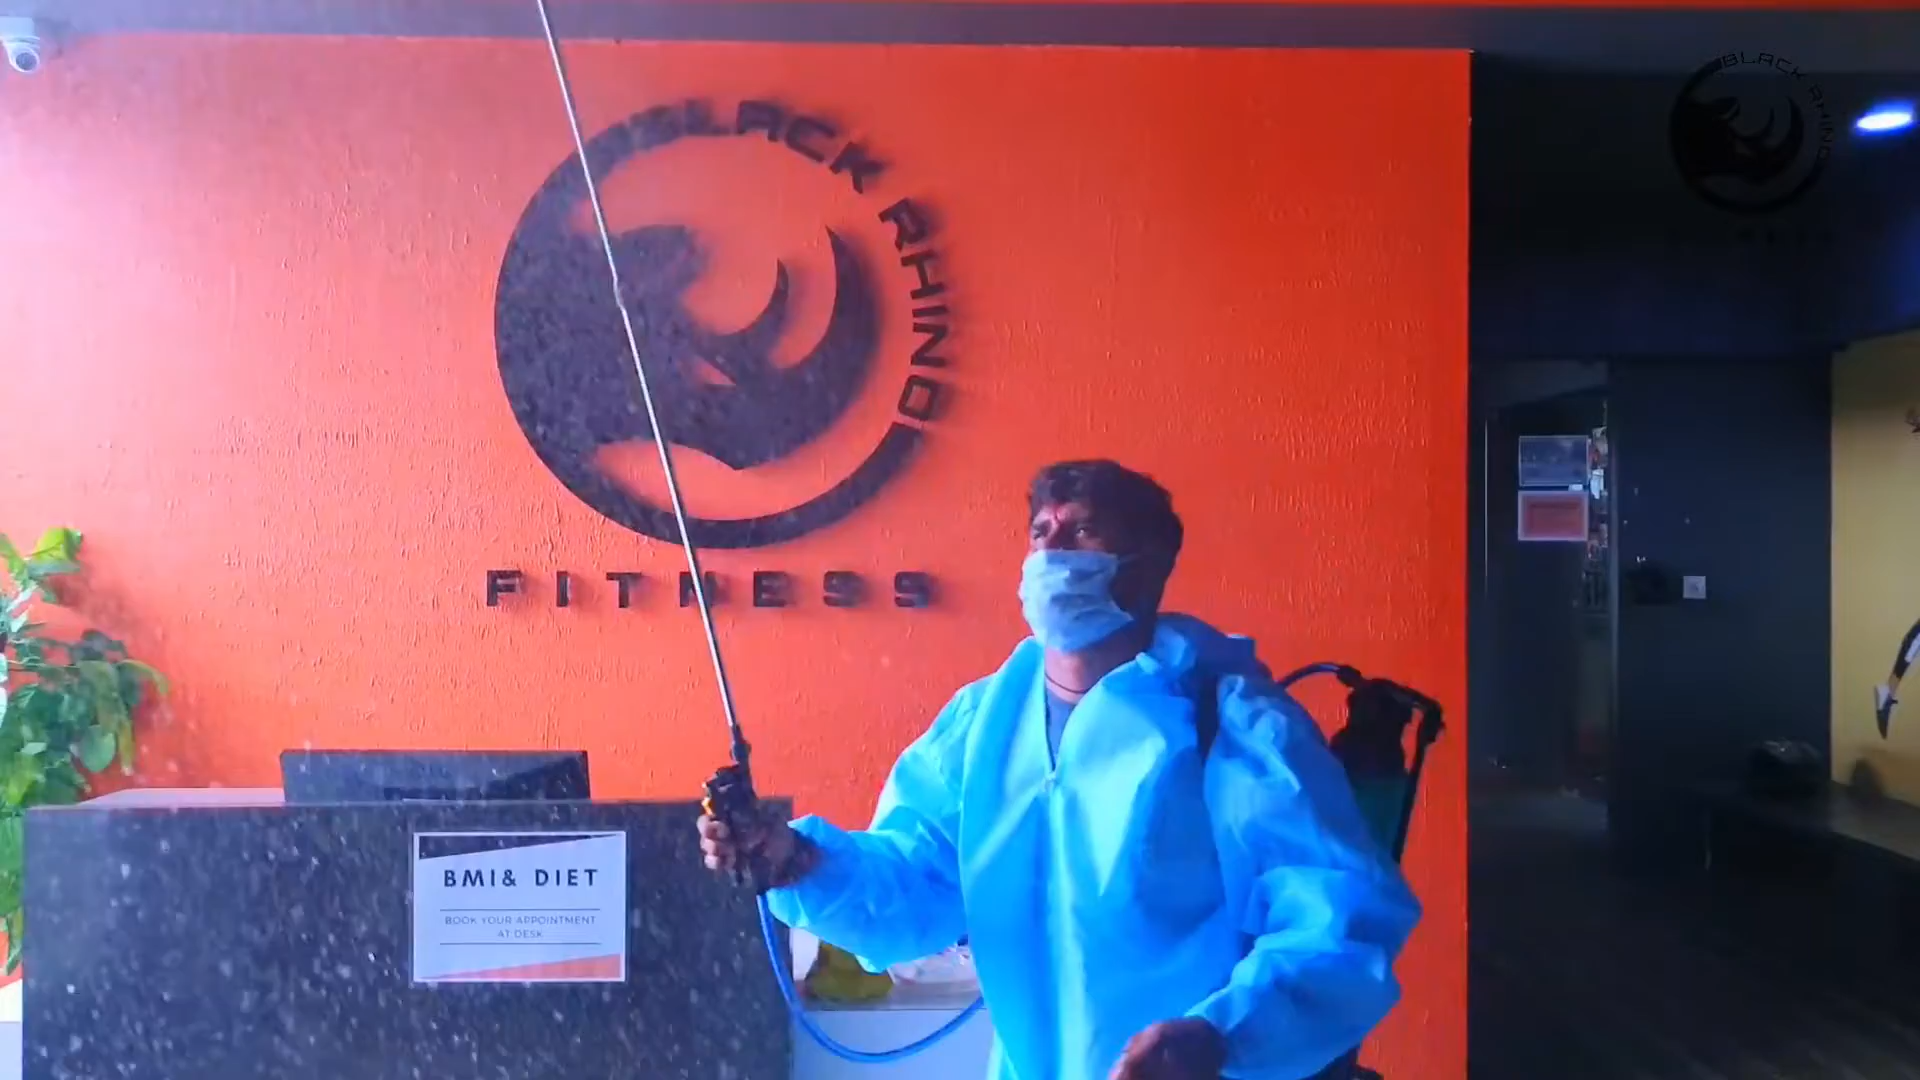 BLACK RHINO
FITNESS
BMI& DIET
BOOK YOUR APPOINTMENT
AT DESK
BLACK RHINO